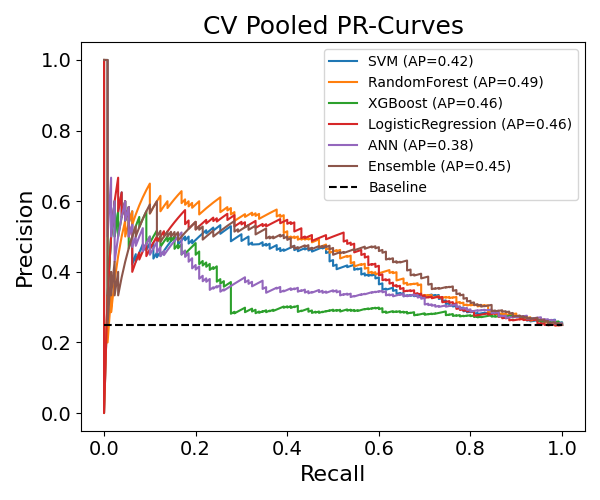 CV Pooled PR-Curves
SVM (AP=0.42)
RandomForest (AP=0.49)
XGBoost (AP=0.46)
LogisticRegression (AP=0.46)
ANN (AP=0.38)
Ensemble (AP=0.45)
Baseline
Precision
1.0
0.8
0.6
0.4
0.2
0.0
0.0 0.2 0.4 0.6 0.8 1.0
Recall